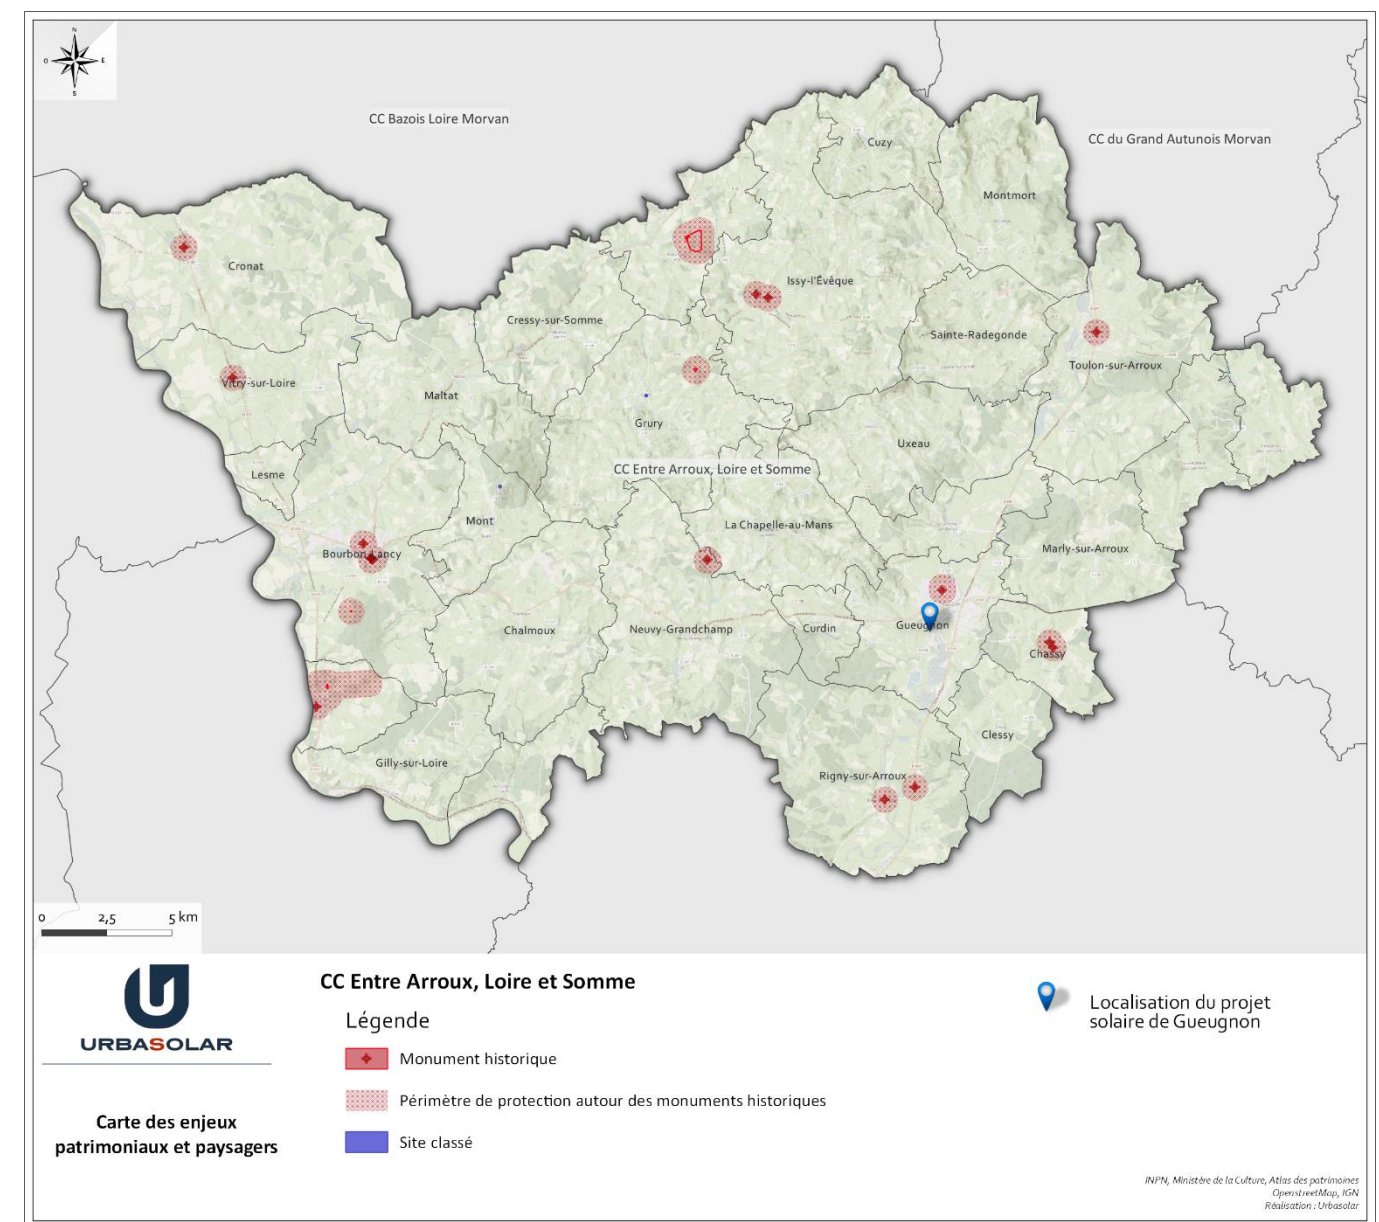 N
O
E
S
CC Bazois Loire Morvan
CC du Grand Autunois Morvan
Cuzy
Montmort
Cronat
Issy-l'Évêque
Cressy-sur-Somme
Sainte-Radegonde
Toulon-sur-Arroux
Vitry-sur-Loire
Maltat
Grury
Uxeau
CC Entre Arroux, Loire et Somme
Lesme
Mont
La Chapelle-au-Mans
Marly-sur-Arroux
Bourbon-Lancy
Chalmoux
Neuvy-Grandchamp
Curdin
Gueugnon
Chassy
Clessy
Gilly-sur-Loire
Rigny-sur-Arroux
0 2,5 5 km
URBASOLAR
Carte des enjeux
patrimoniaux et paysagers
CC Entre Arroux, Loire et Somme
Légende
Monument historique
Périmètre de protection autour des monuments historiques
Site classé
Localisation du projet
solaire de Gueugnon
INPN, Ministère de la Culture, Atlas des patrimoines
OpenstreetMap, IGN
Réalisation : Urbasolar